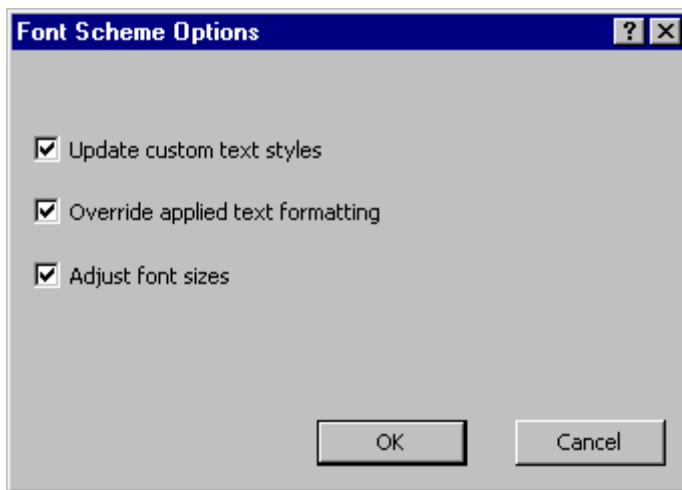 Font Scheme Options
Update custom text styles
Override applied text formatting
Adjust font sizes
OK Cancel